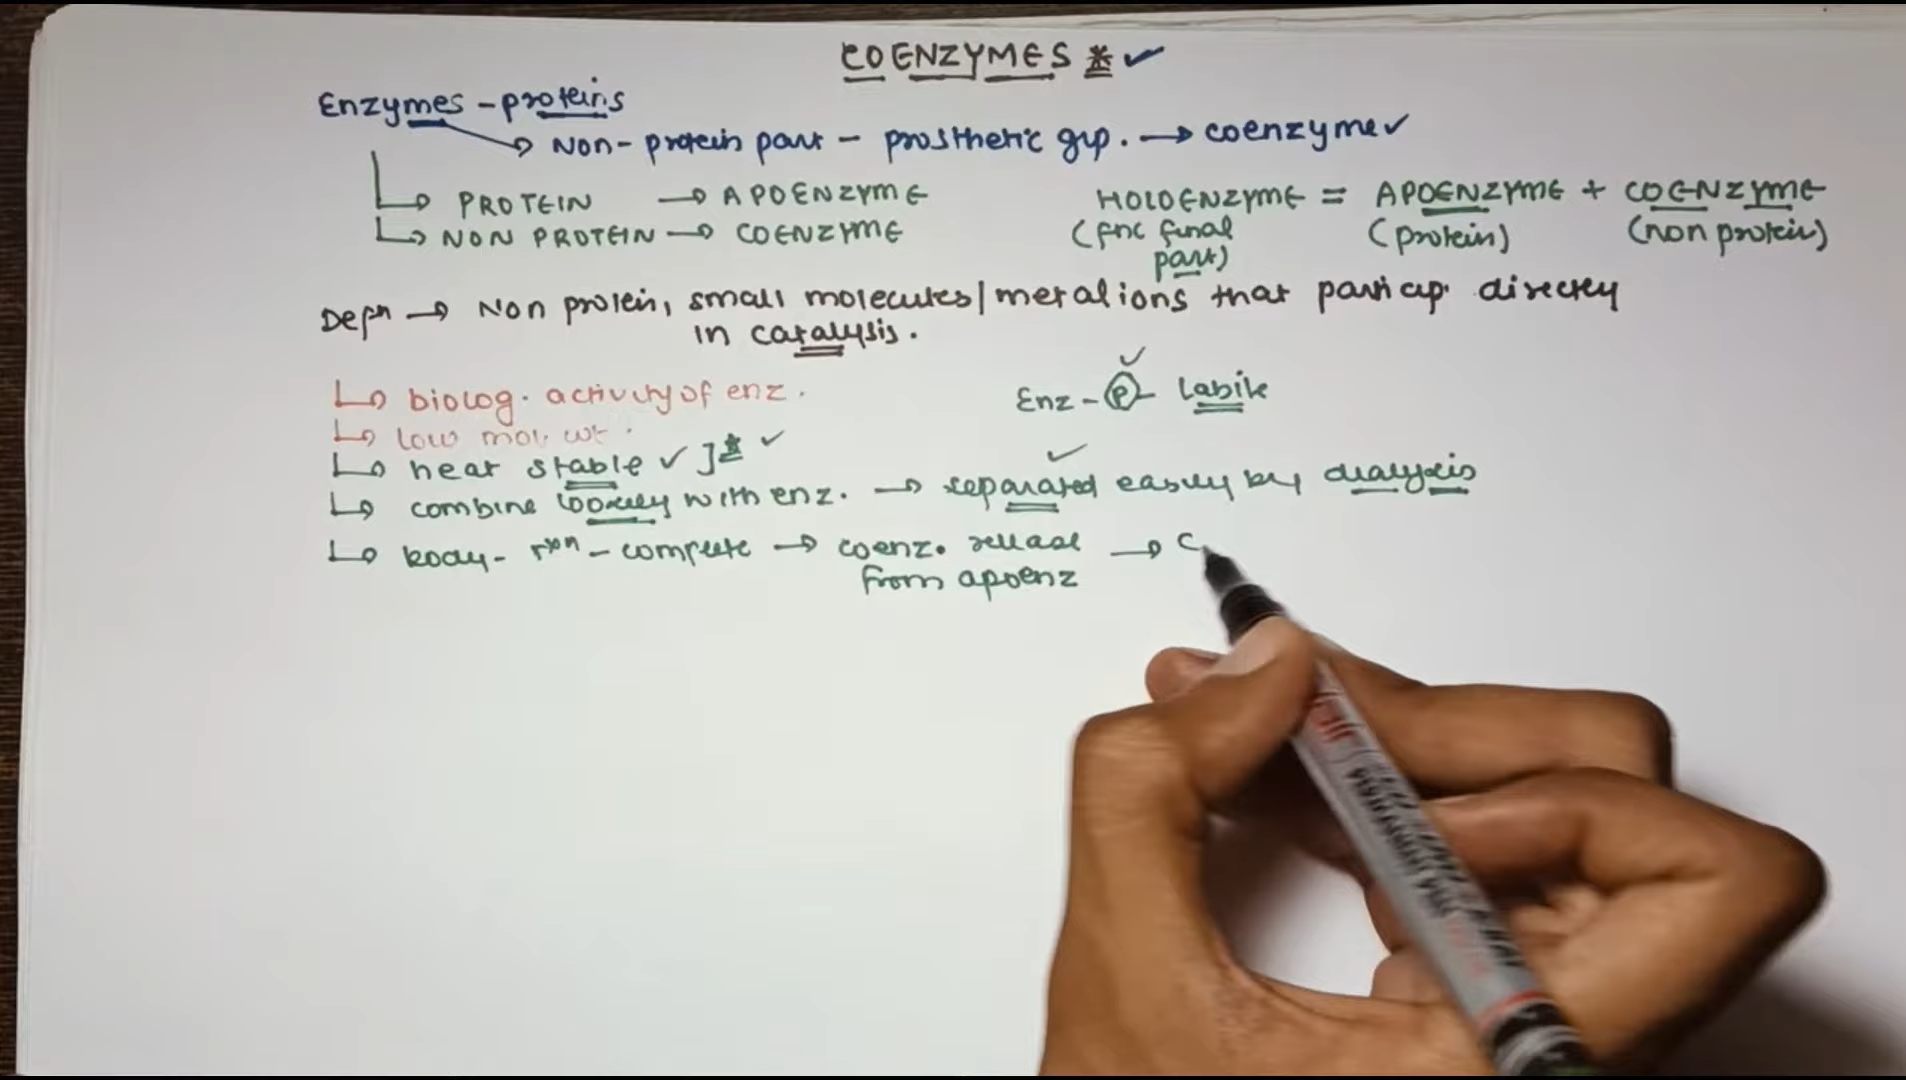 COENZYMES * ✓
Enzymes - proteins
→ Non-protein part - prosthetic grp. → coenzyme ✓
→ PROTEIN → APOENZYME
→ NON PROTEIN → COENZYME
HOLOENZYME = APOENZYME + COENZYME
(fnc final part) (protein) (non protein)
Defn → Non protein, small molecules/metal ions that particip. directly
in catalysis.
→ biolog. activity of enz.
→ low mol. wt.
Enz - P - Labile
→ heat stable ✓ ] * ✓
→ combine loosely with enz. → separated easily by dialysis
→ body - rxn - complete → coenz. release → c
from apoenz